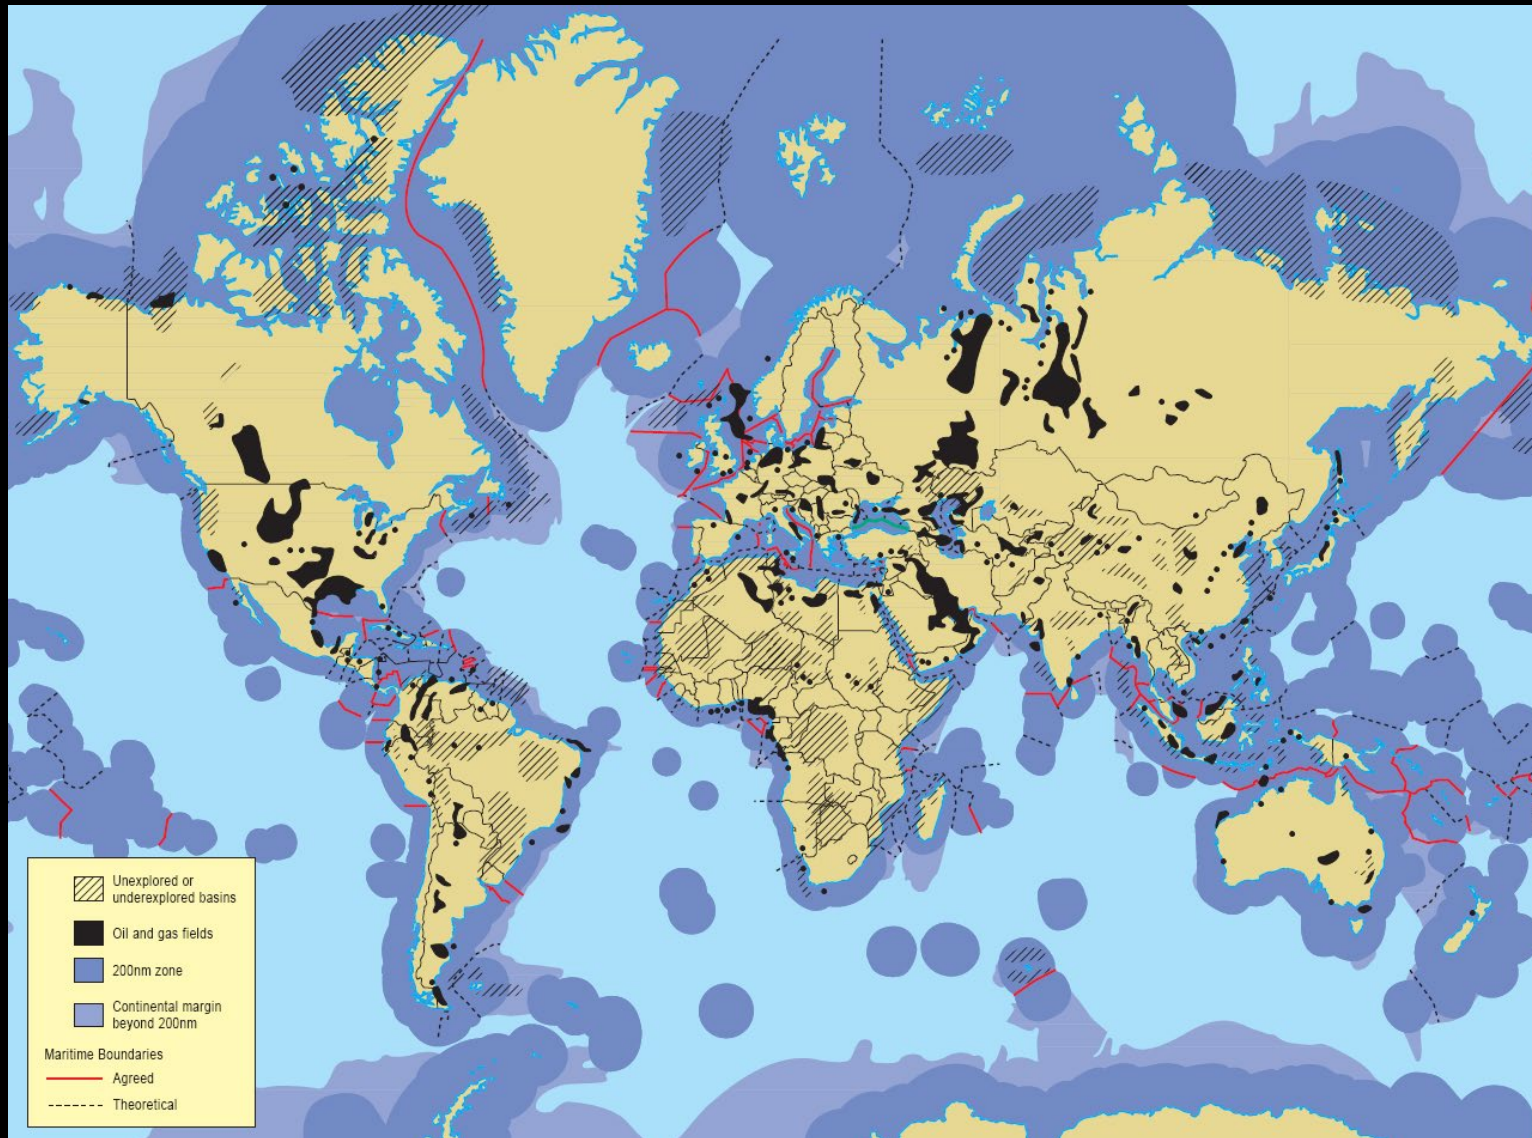 Unexplored or
underexplored basins
Oil and gas fields
200nm zone
Continental margin
beyond 200nm
Maritime Boundaries
Agreed
Theoretical